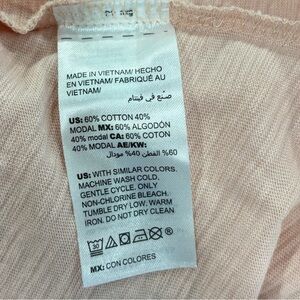 MADE IN VIETNAM/ HECHO
EN VIETNAM/ FABRIQUÉ AU
VIETNAM/
صنع في فيتنام
US: 60% COTTON 40%
MODAL MX: 60% ALGODÓN
40% modal CA: 60% COTON
40% MODAL AE/KW:
60% القطن 40% مودال
US: WITH SIMILAR COLORS.
MACHINE WASH COLD,
GENTLE CYCLE. ONLY
NON-CHLORINE BLEACH.
TUMBLE DRY LOW. WARM
IRON. DO NOT DRY CLEAN
30
®
MX: CON COLORES